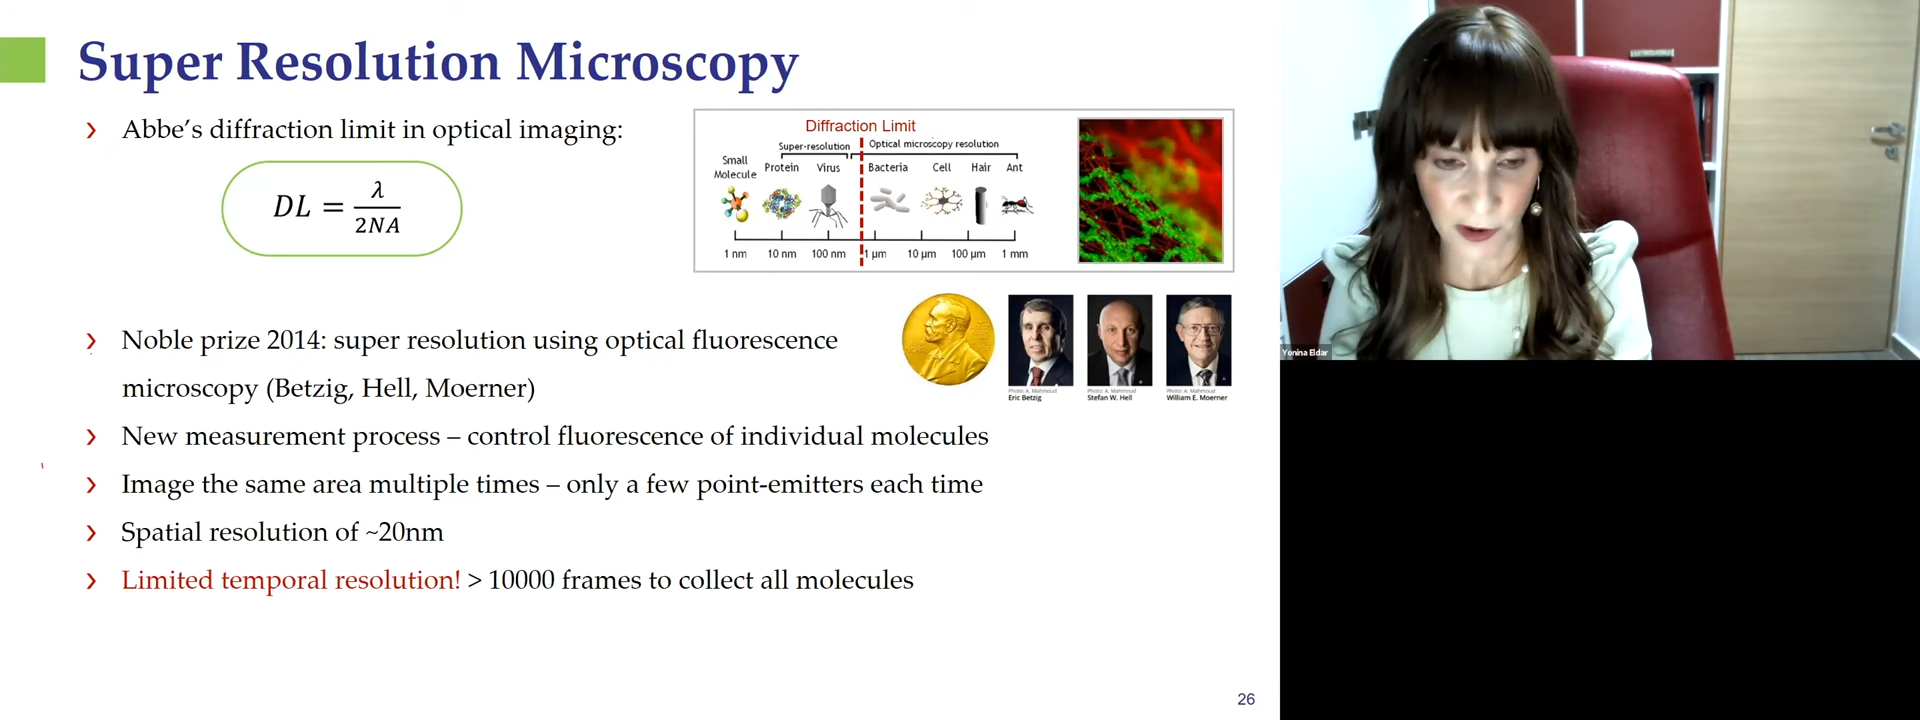 Super Resolution Microscopy
› Abbe's diffraction limit in optical imaging:
DL = λ / 2NA
Diffraction Limit
Super-resolution
Optical microscopy resolution
Small Molecule
Protein
Virus
Bacteria
Cell
Hair
Ant
1 nm
10 nm
100 nm
1 μm
10 μm
100 μm
1 mm
› Noble prize 2014: super resolution using optical fluorescence
microscopy (Betzig, Hell, Moerner)
Photo: A. Mahmoud
Eric Betzig
Photo: A. Mahmoud
Stefan W. Hell
Photo: A. Mahmoud
William E. Moerner
› New measurement process – control fluorescence of individual molecules
› Image the same area multiple times – only a few point-emitters each time
› Spatial resolution of ~20nm
› Limited temporal resolution! > 10000 frames to collect all molecules
26
Yonina Eldar